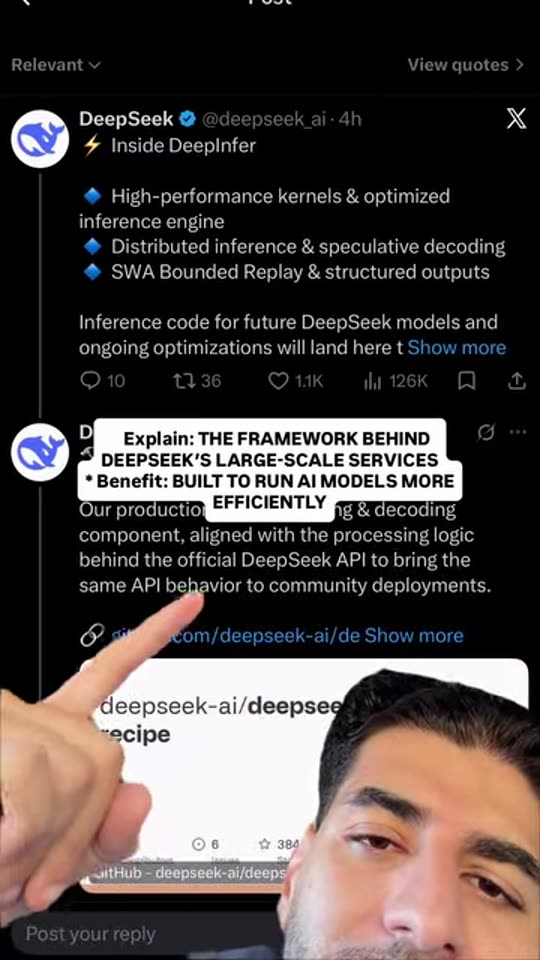 Post
Relevant
View quotes
DeepSeek @deepseek_ai · 4h
⚡ Inside DeepInfer
🔹 High-performance kernels & optimized
inference engine
🔹 Distributed inference & speculative decoding
🔹 SWA Bounded Replay & structured outputs
Inference code for future DeepSeek models and
ongoing optimizations will land here t Show more
10 36 1.1K 126K
D
Explain: THE FRAMEWORK BEHIND
DEEPSEEK'S LARGE-SCALE SERVICES
* Benefit: BUILT TO RUN AI MODELS MORE
EFFICIENTLY
Our production & decoding
component, aligned with the processing logic
behind the official DeepSeek API to bring the
same API behavior to community deployments.
com/deepseek-ai/de Show more
deepseek-ai/deepsee
recipe
6 384
Issues
GitHub - deepseek-ai/deeps
Post your reply